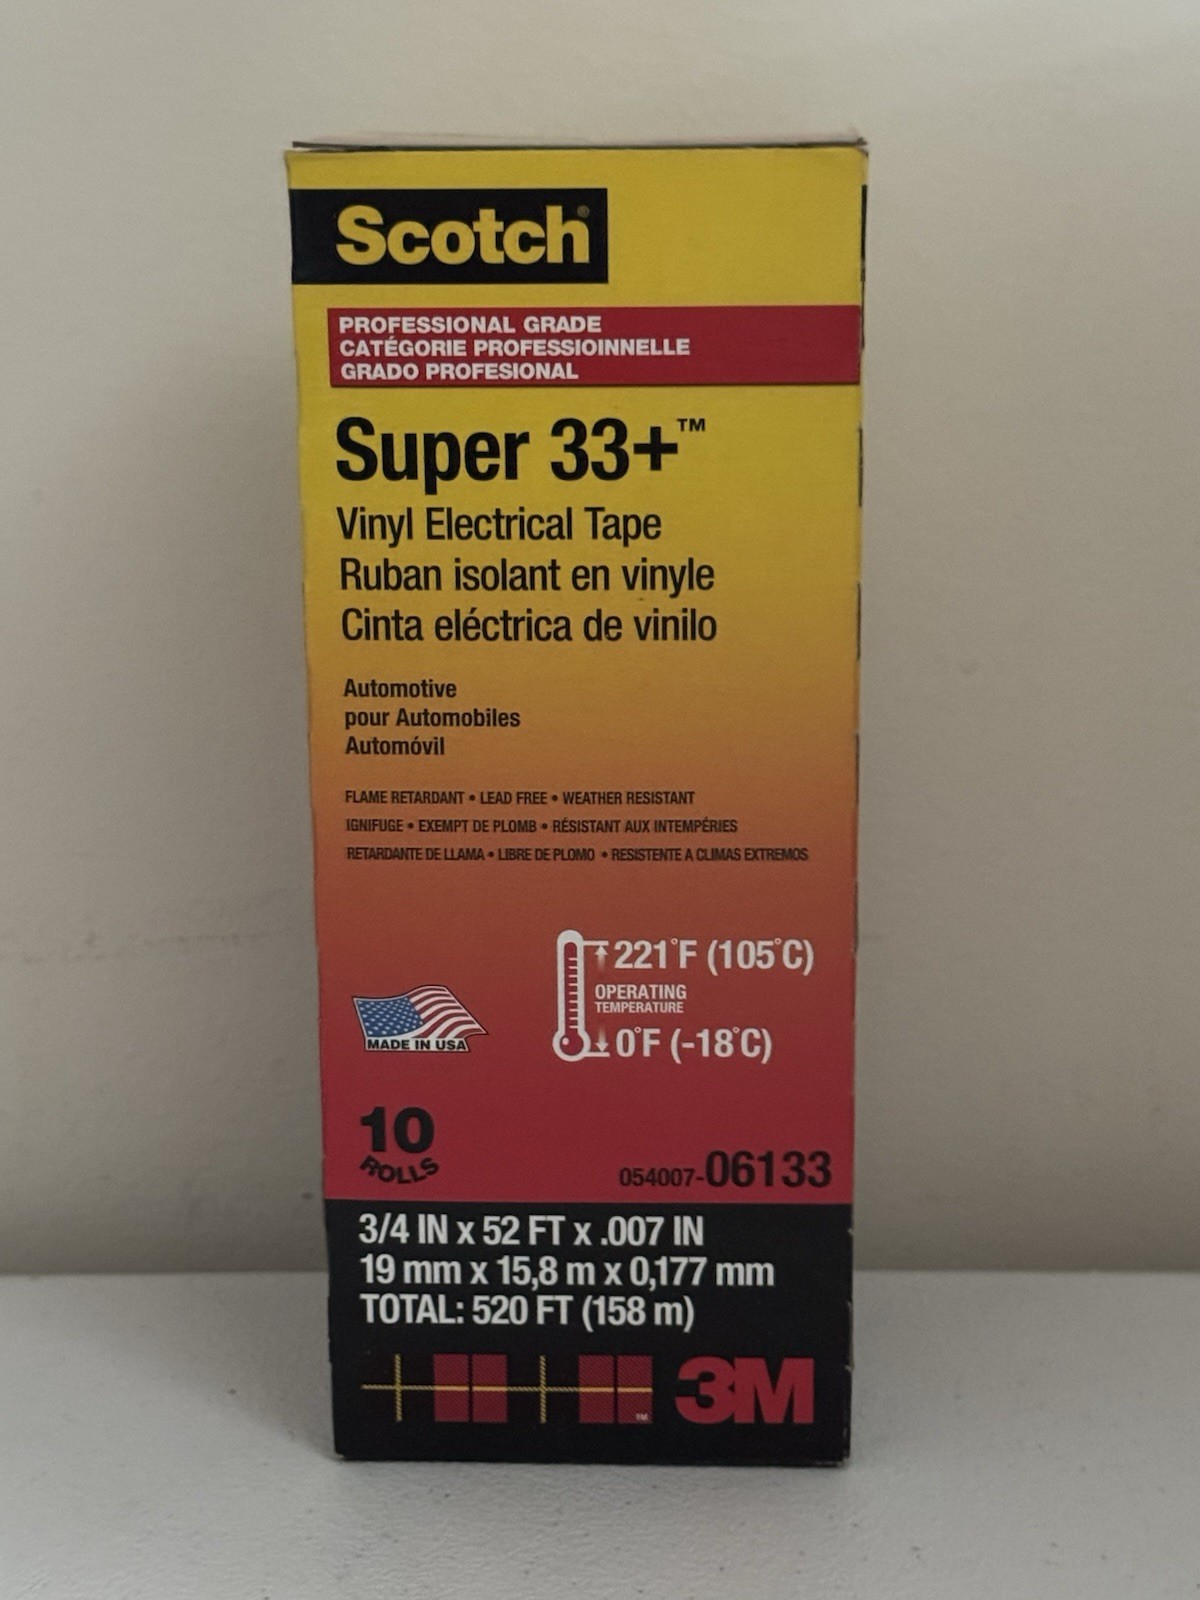 Scotch®
PROFESSIONAL GRADE
CATÉGORIE PROFESSIOINNELLE
GRADO PROFESIONAL
Super 33+™
Vinyl Electrical Tape
Ruban isolant en vinyle
Cinta eléctrica de vinilo
Automotive
pour Automobiles
Automóvil
FLAME RETARDANT • LEAD FREE • WEATHER RESISTANT
IGNIFUGE • EXEMPT DE PLOMB • RÉSISTANT AUX INTEMPÉRIES
RETARDANTE DE LLAMA • LIBRE DE PLOMO • RESISTENTE A CLIMAS EXTREMOS
221°F (105°C)
OPERATING
TEMPERATURE
0°F (-18°C)
MADE IN USA
10
ROLLS
054007-06133
3/4 IN x 52 FT x .007 IN
19 mm x 15,8 m x 0,177 mm
TOTAL: 520 FT (158 m)
™
3M